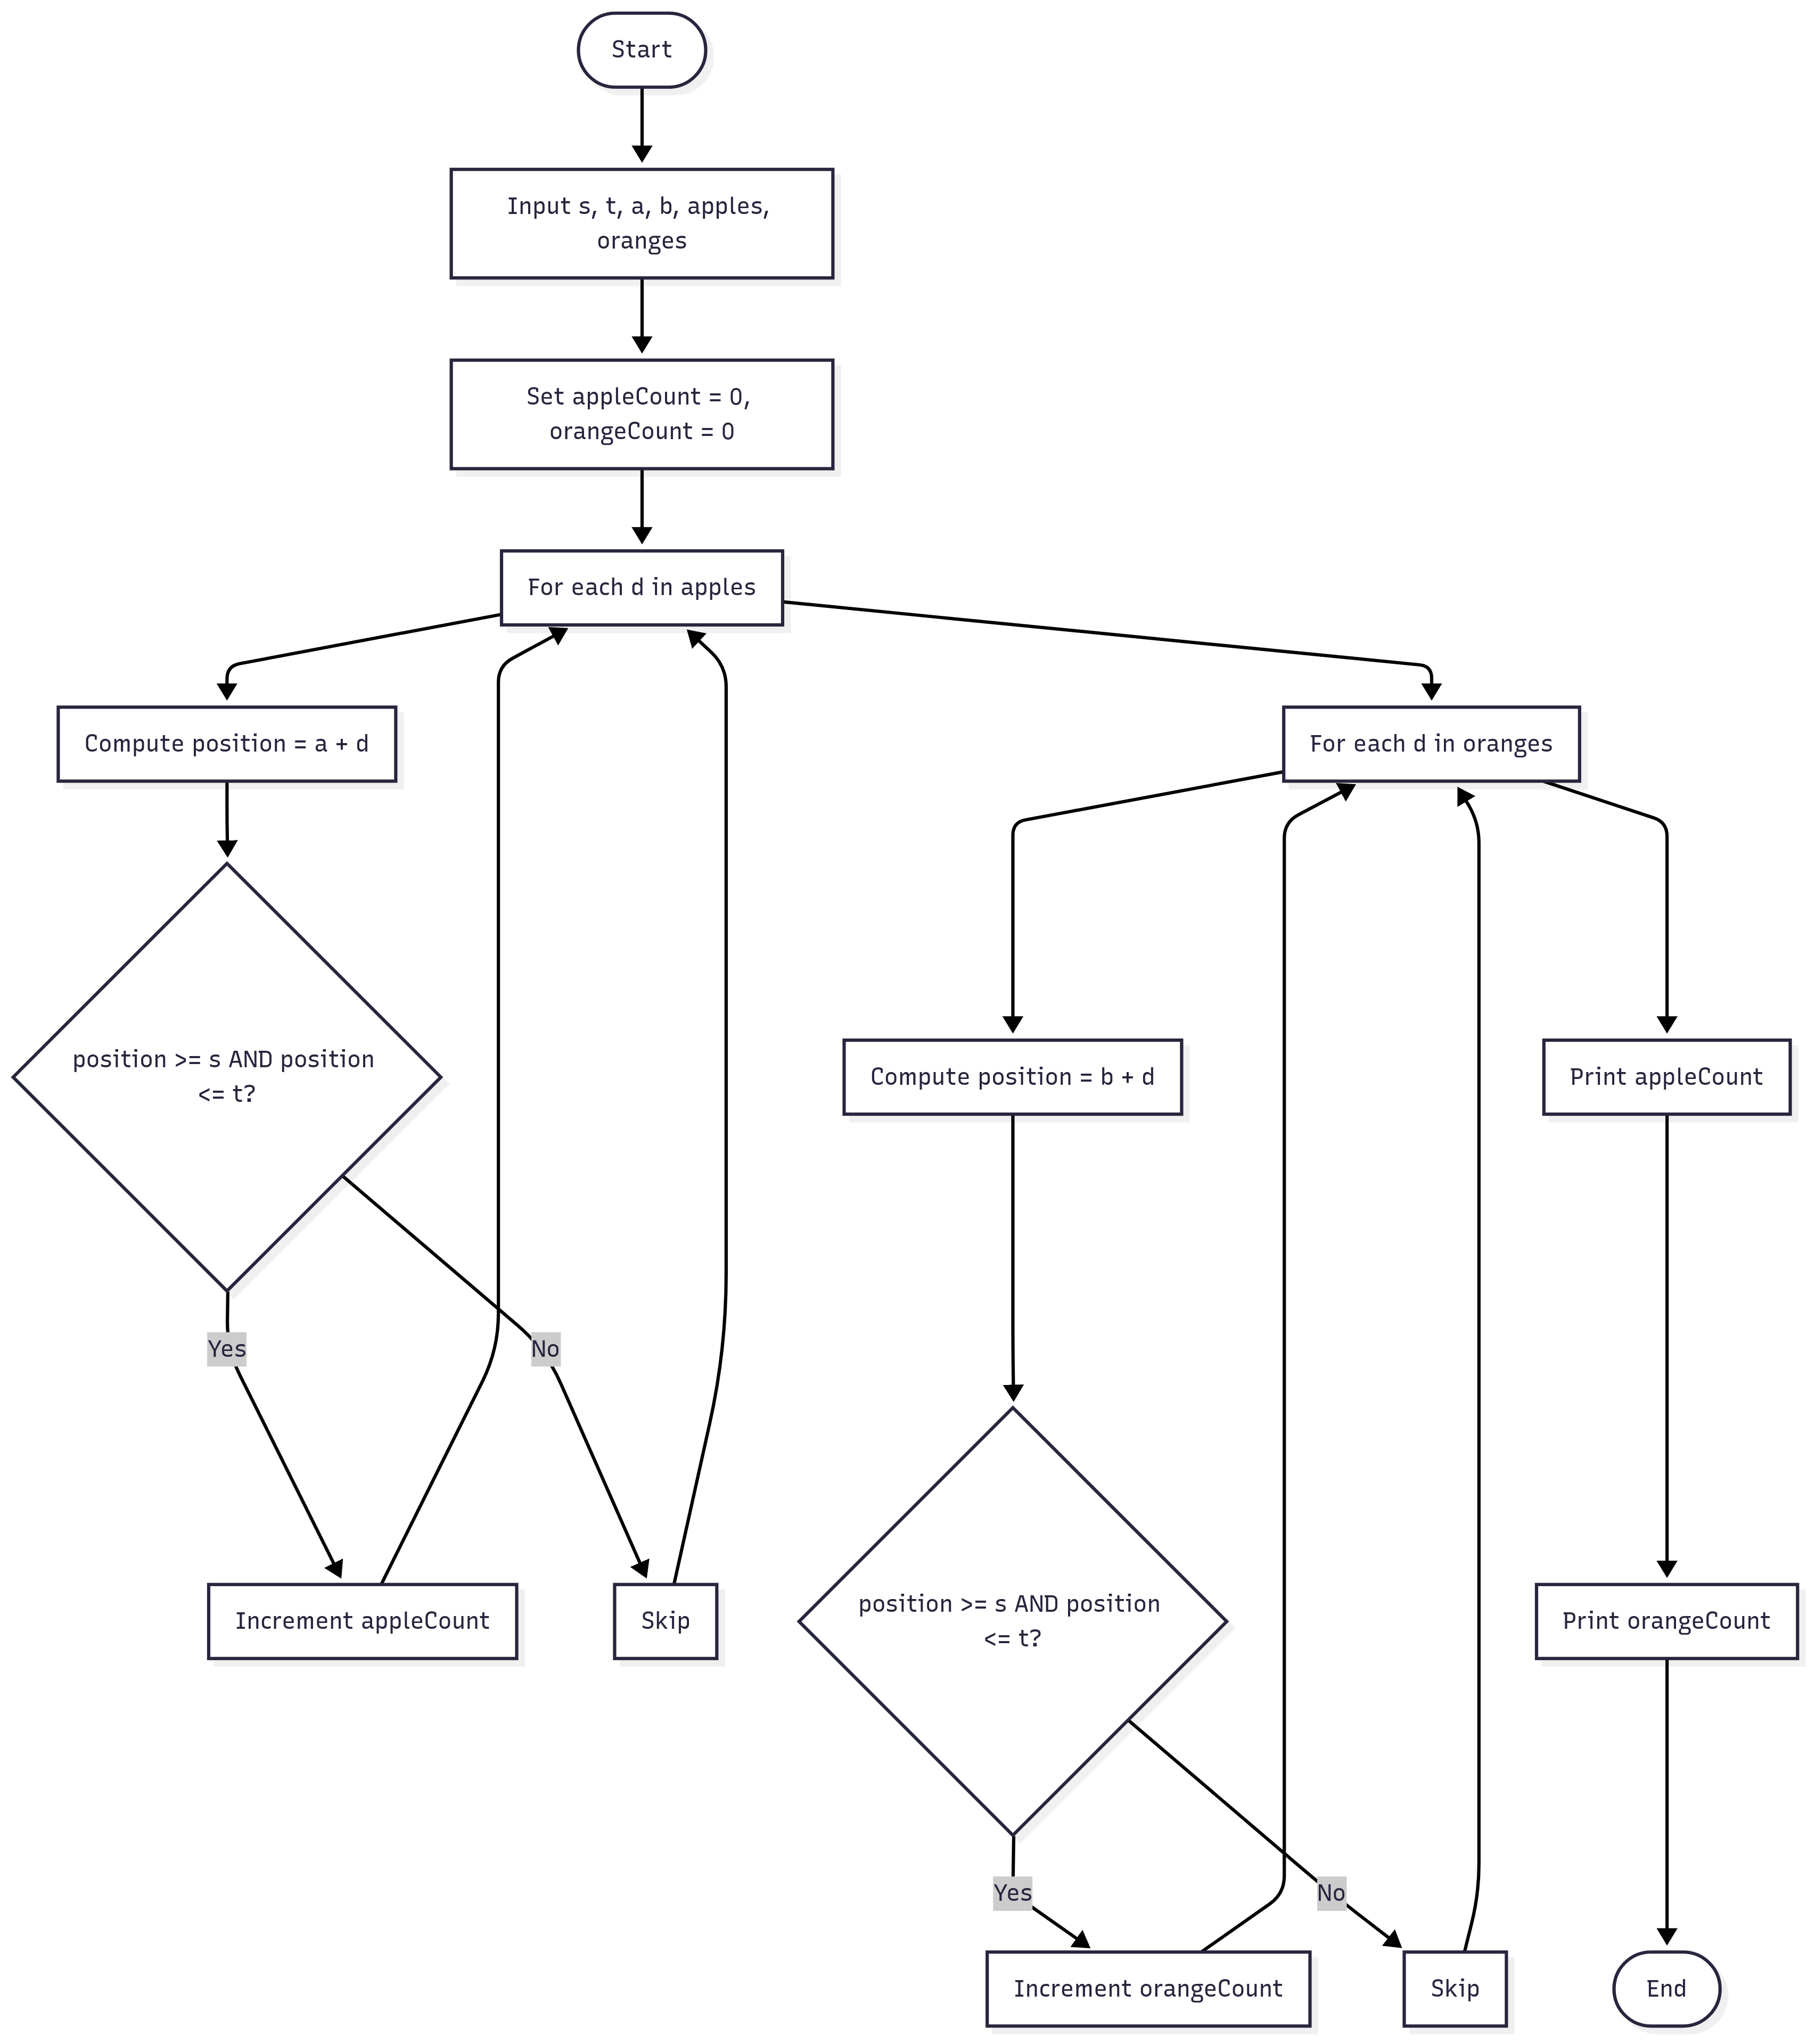 Start
Input s, t, a, b, apples,
oranges
Set appleCount = 0,
orangeCount = 0
For each d in apples
Compute position = a + d
For each d in oranges
position >= s AND position
<= t?
Compute position = b + d
Print appleCount
Yes
No
Increment appleCount
Skip
position >= s AND position
<= t?
Print orangeCount
Yes
No
Increment orangeCount
Skip
End